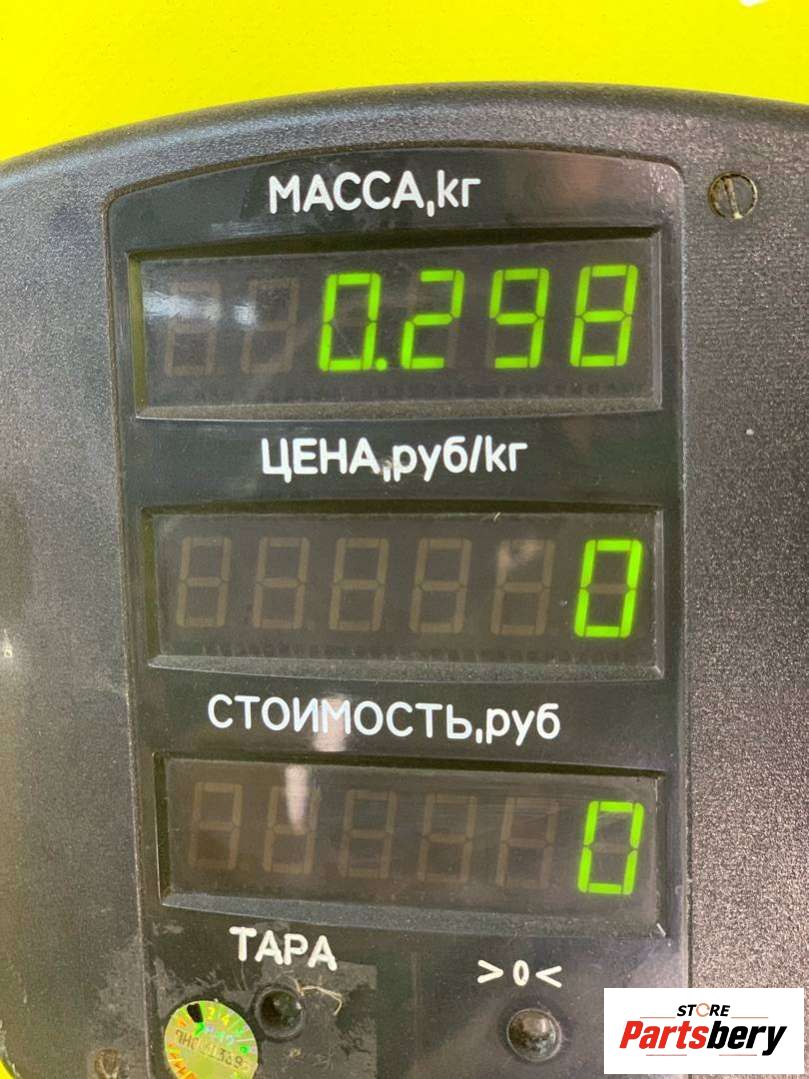 МАССА,кг
0.298
ЦЕНА,руб/кг
0
СТОИМОСТЬ,руб
0
ТАРА
>0<
STORE
Partsbery